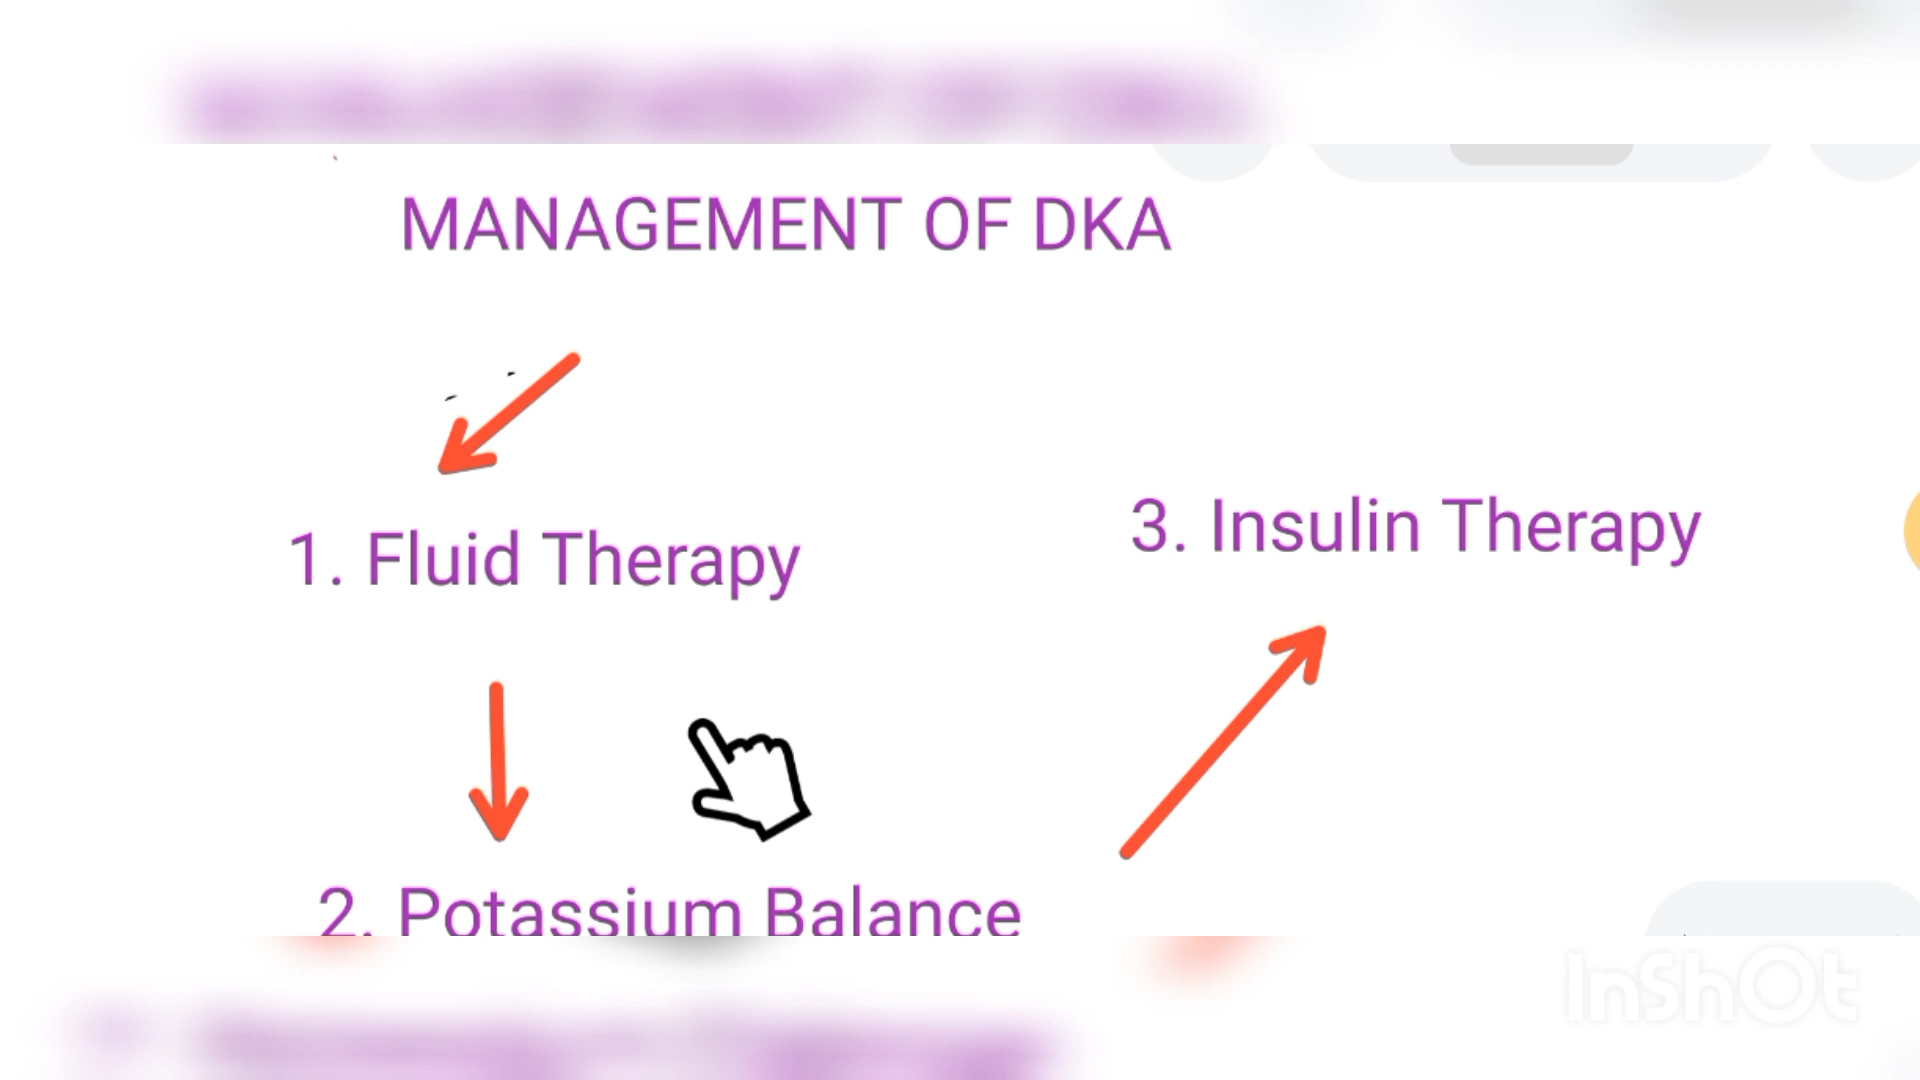 MANAGEMENT OF DKA
1. Fluid Therapy
3. Insulin Therapy
2. Potassium Balance
InShOt